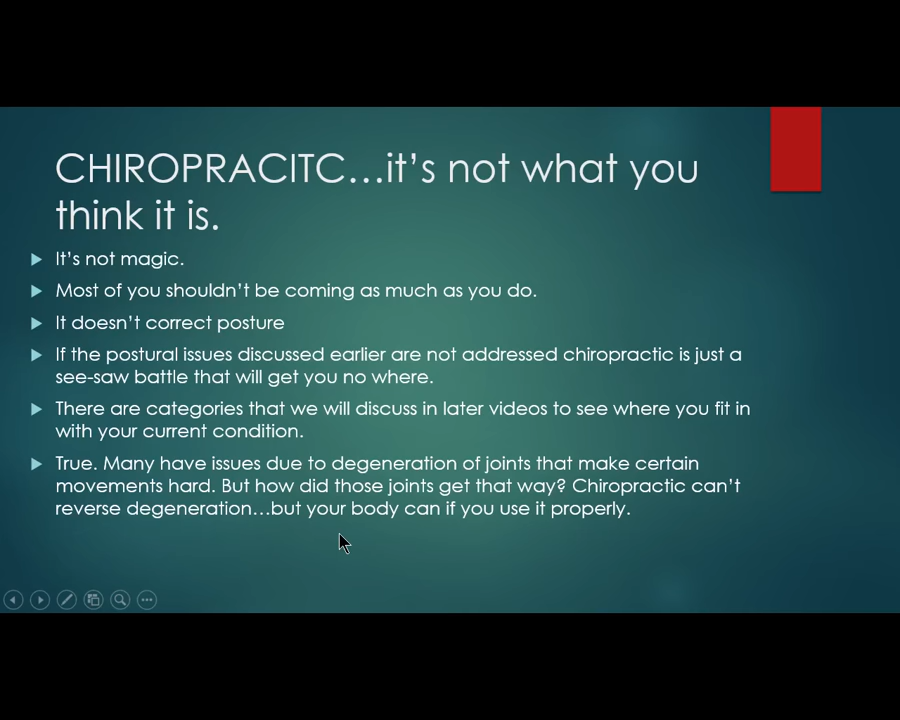 CHIROPRACITC...it's not what you
think it is.
It's not magic.
Most of you shouldn't be coming as much as you do.
It doesn't correct posture
If the postural issues discussed earlier are not addressed chiropractic is just a
see-saw battle that will get you no where.
There are categories that we will discuss in later videos to see where you fit in
with your current condition.
True. Many have issues due to degeneration of joints that make certain
movements hard. But how did those joints get that way? Chiropractic can't
reverse degeneration...but your body can if you use it properly.